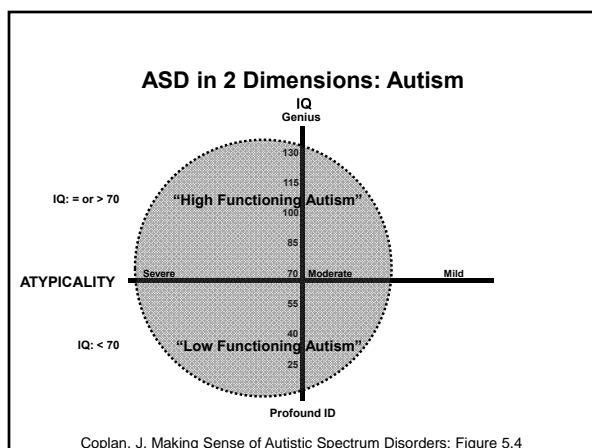 ASD in 2 Dimensions: Autism
IQ
Genius
130
115
IQ: = or > 70
“High Functioning Autism”
100
85
70
ATYPICALITY
Severe
Moderate
Mild
55
40
IQ: < 70
“Low Functioning Autism”
25
Profound ID
Coplan, J. Making Sense of Autistic Spectrum Disorders: Figure 5.4